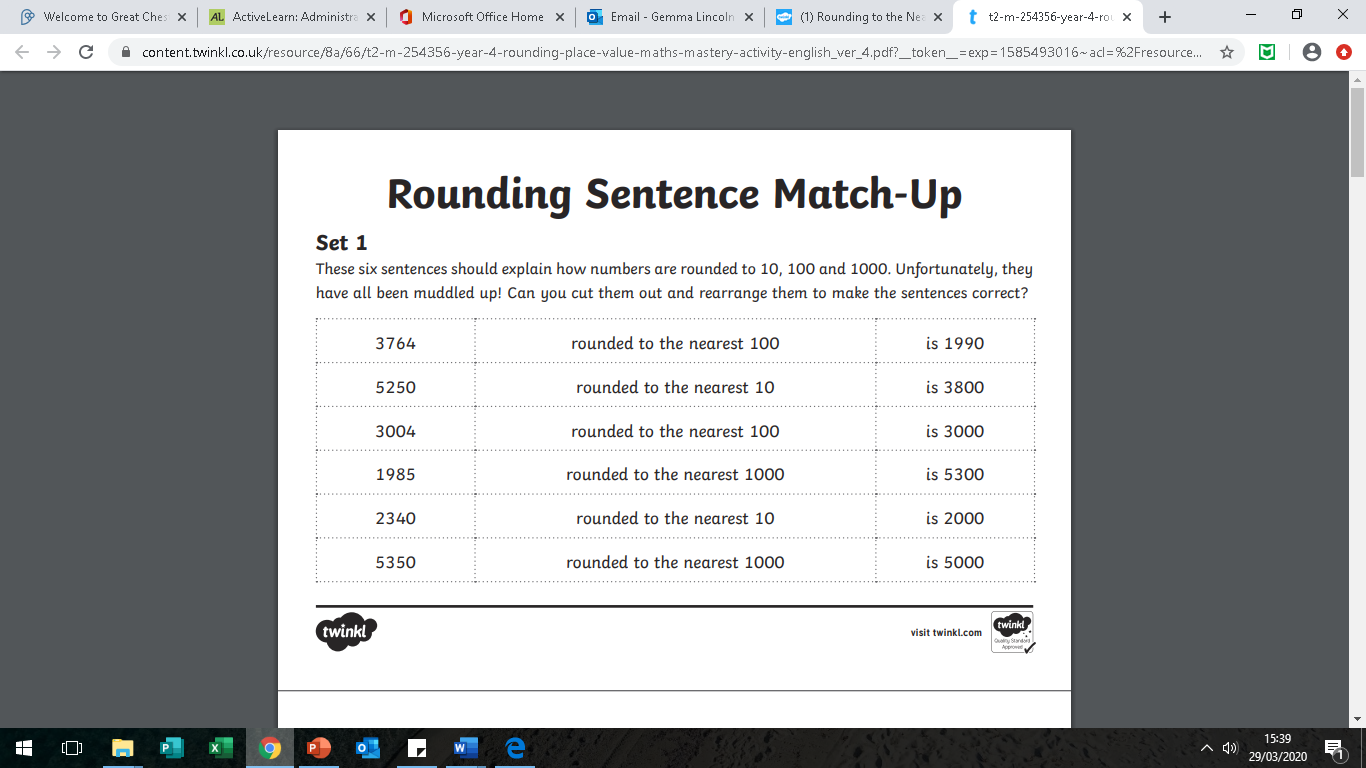 Welcome to Great Ches
ActiveLearn: Administra
Microsoft Office Home
Email - Gemma Lincoln
(1) Rounding to the Nea
t2-m-254356-year-4-rou
content.twinkl.co.uk/resource/8a/66/t2-m-254356-year-4-rounding-place-value-maths-mastery-activity-english_ver_4.pdf?__token__=exp=1585493016~acl=%2Fresource...
Rounding Sentence Match-Up
Set 1
These six sentences should explain how numbers are rounded to 10, 100 and 1000. Unfortunately, they
have all been muddled up! Can you cut them out and rearrange them to make the sentences correct?
3764 rounded to the nearest 100 is 1990
5250 rounded to the nearest 10 is 3800
3004 rounded to the nearest 100 is 3000
1985 rounded to the nearest 1000 is 5300
2340 rounded to the nearest 10 is 2000
5350 rounded to the nearest 1000 is 5000
twinkl
visit twinkl.com
twinkl
Quality Standard
Approved
15:39
29/03/2020
1